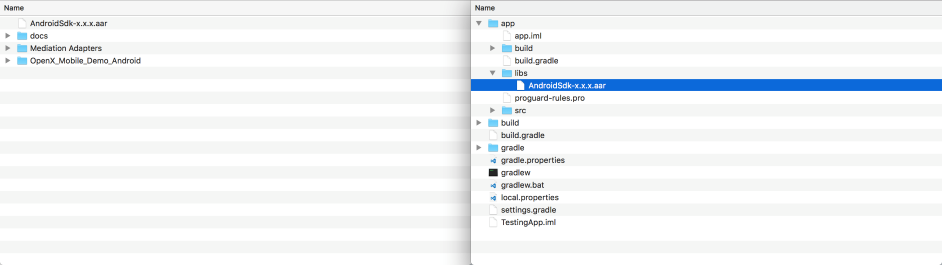 Name
AndroidSdk-x.x.x.aar
docs
Mediation Adapters
OpenX_Mobile_Demo_Android
Name
app
app.iml
build
build.gradle
libs
AndroidSdk-x.x.x.aar
proguard-rules.pro
src
build
build.gradle
gradle
gradle.properties
gradlew
gradlew.bat
local.properties
settings.gradle
TestingApp.iml